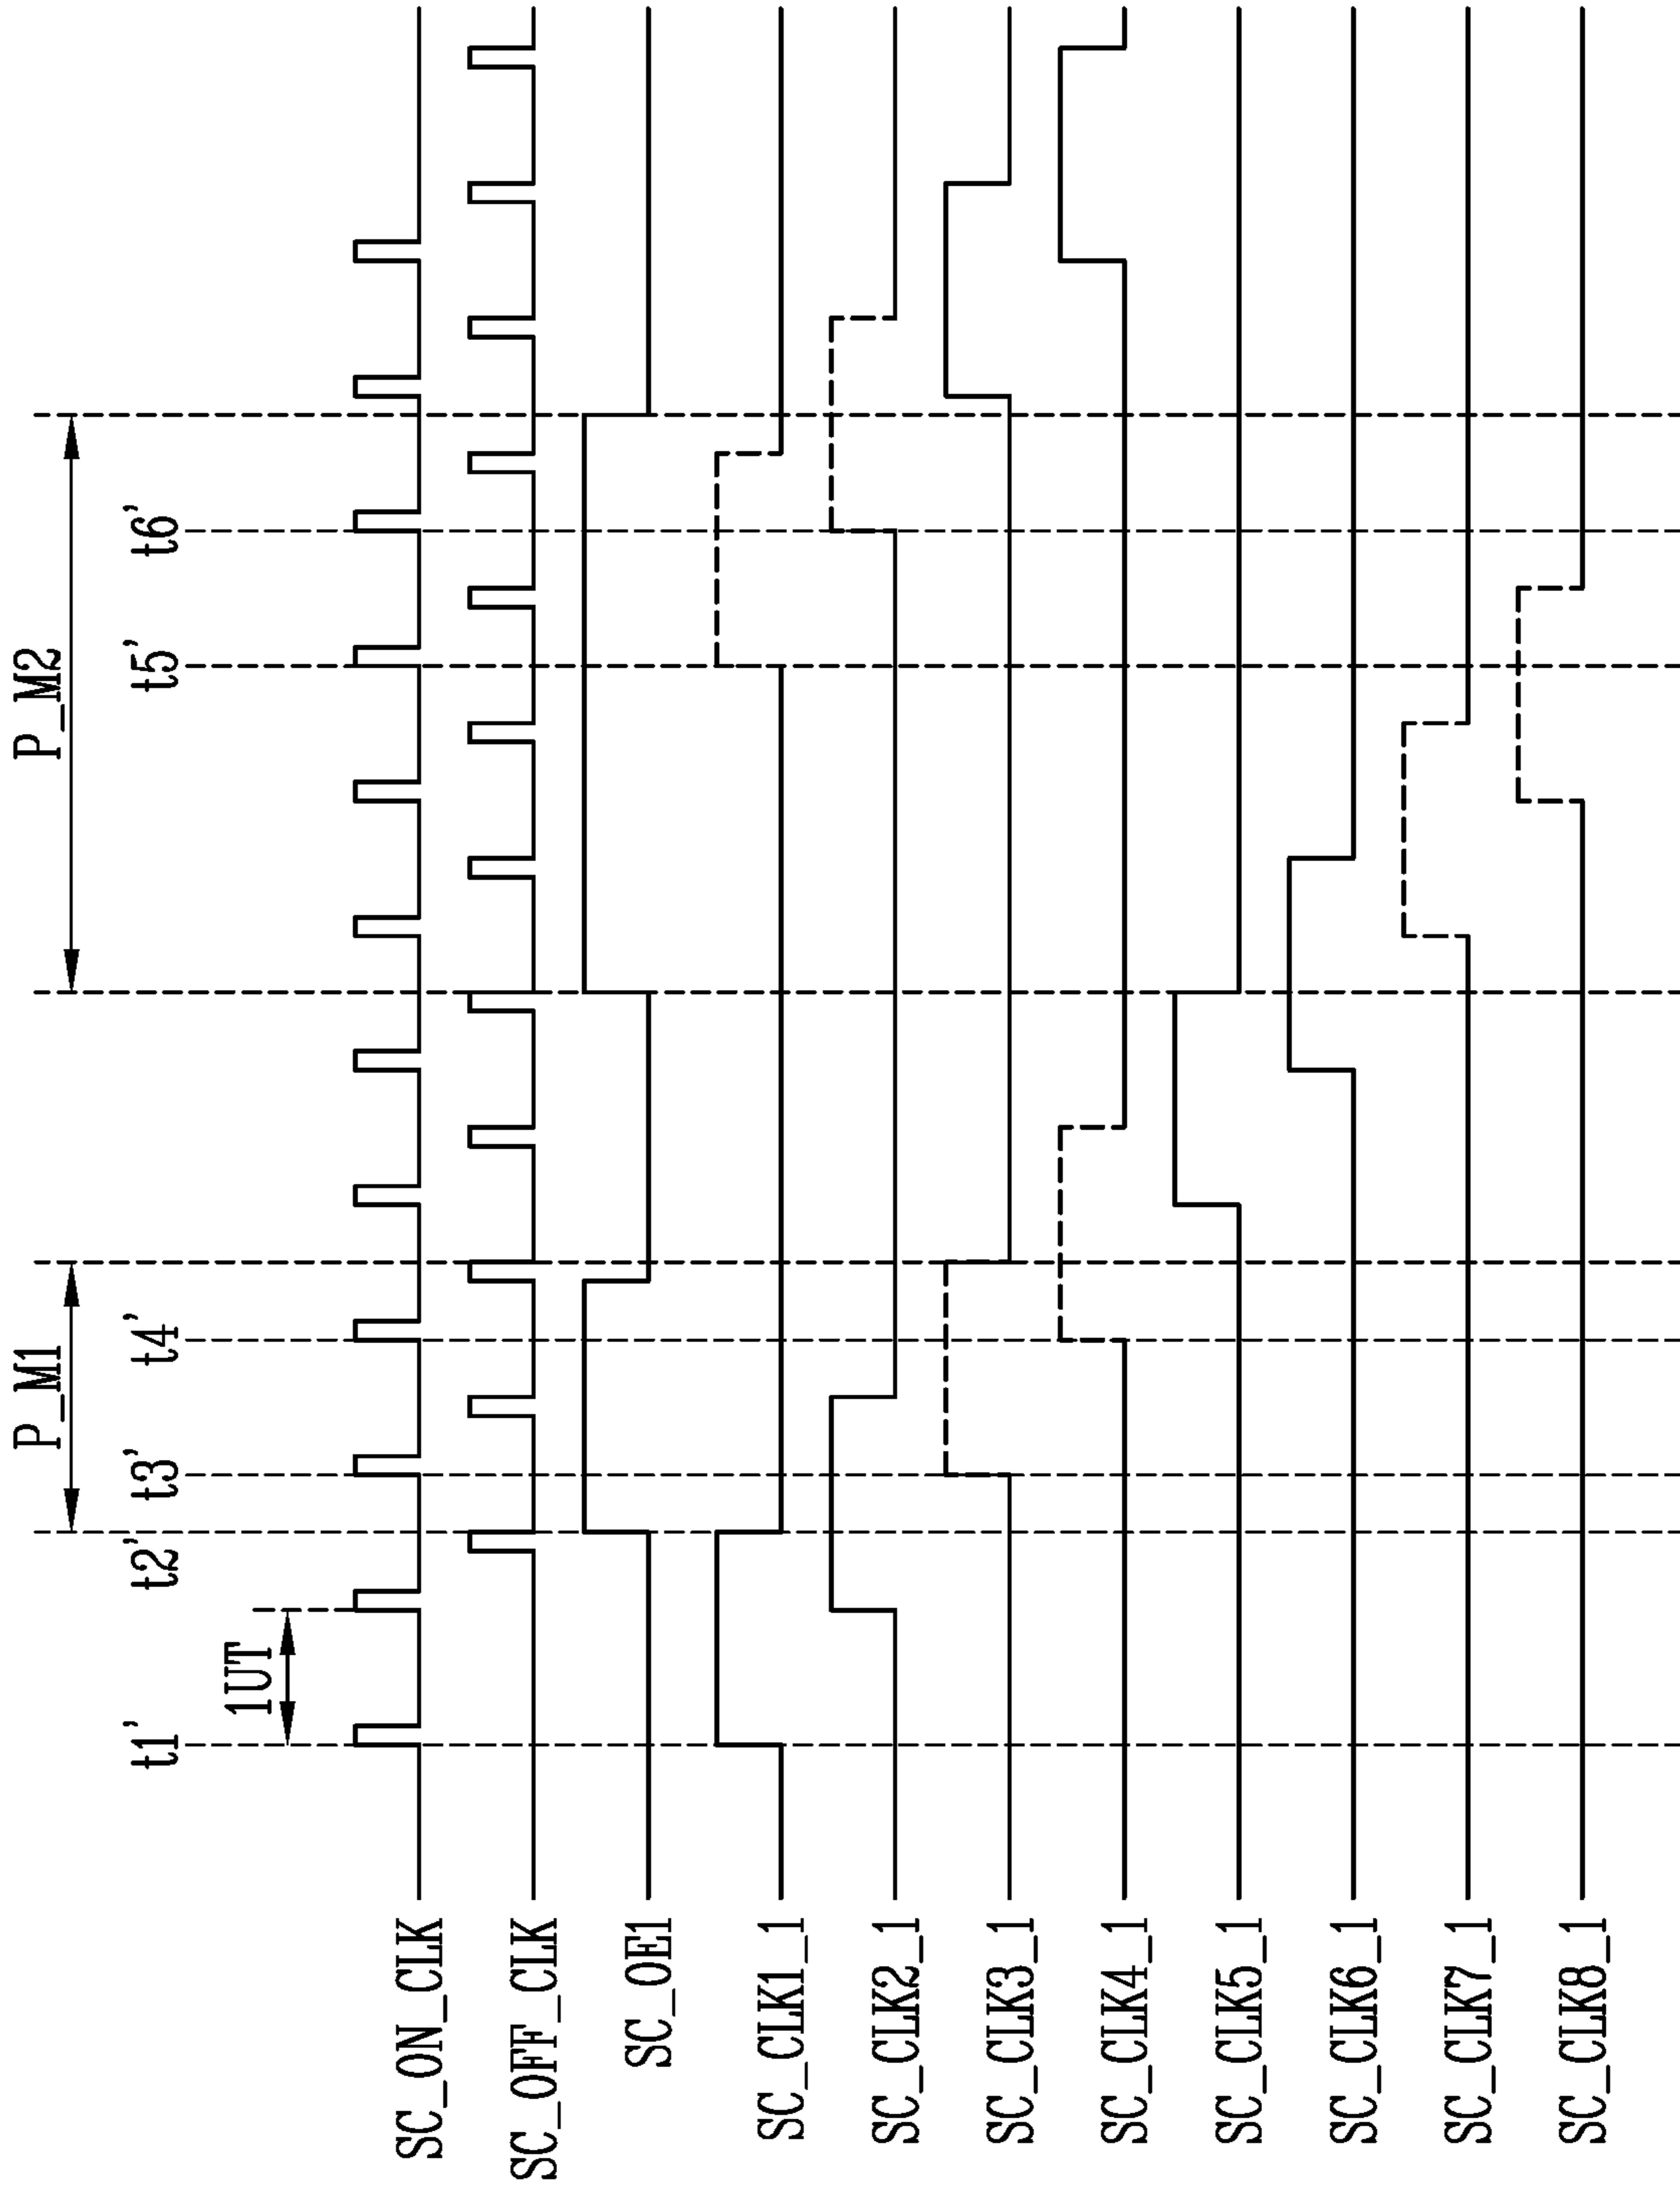 P_M1
P_M2
t1'
t2'
t3'
t4'
t5'
t6'
1UT
SC_ON_CLK
SC_OFF_CLK
SC_OE1
SC_CLK1_1
SC_CLK2_1
SC_CLK3_1
SC_CLK4_1
SC_CLK5_1
SC_CLK6_1
SC_CLK7_1
SC_CLK8_1